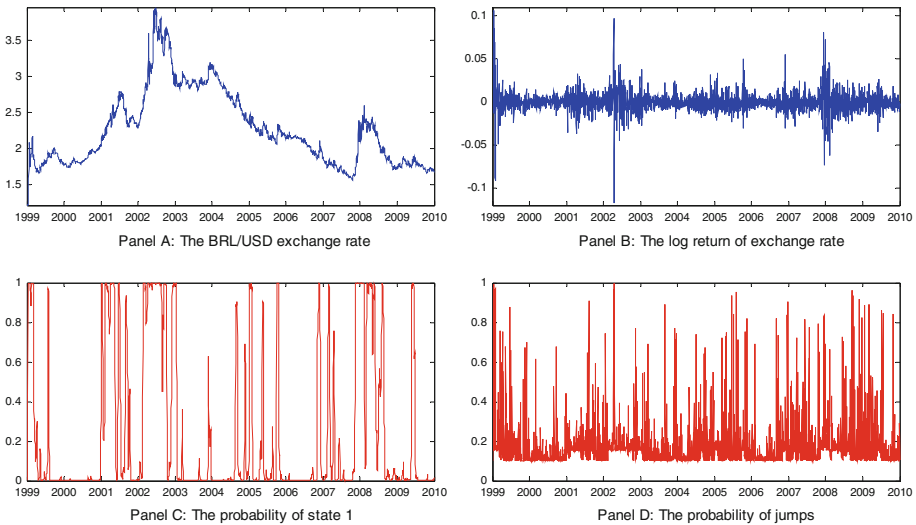 3.5
3
2.5
2
1.5
1999 2000 2001 2002 2003 2004 2005 2006 2007 2008 2009 2010
Panel A: The BRL/USD exchange rate
0.1
0.05
0
-0.05
-0.1
1999 2000 2001 2002 2003 2004 2005 2006 2007 2008 2009 2010
Panel B: The log return of exchange rate
1
0.8
0.6
0.4
0.2
0
1999 2000 2001 2002 2003 2004 2005 2006 2007 2008 2009 2010
Panel C: The probability of state 1
1
0.8
0.6
0.4
0.2
0
1999 2000 2001 2002 2003 2004 2005 2006 2007 2008 2009 2010
Panel D: The probability of jumps